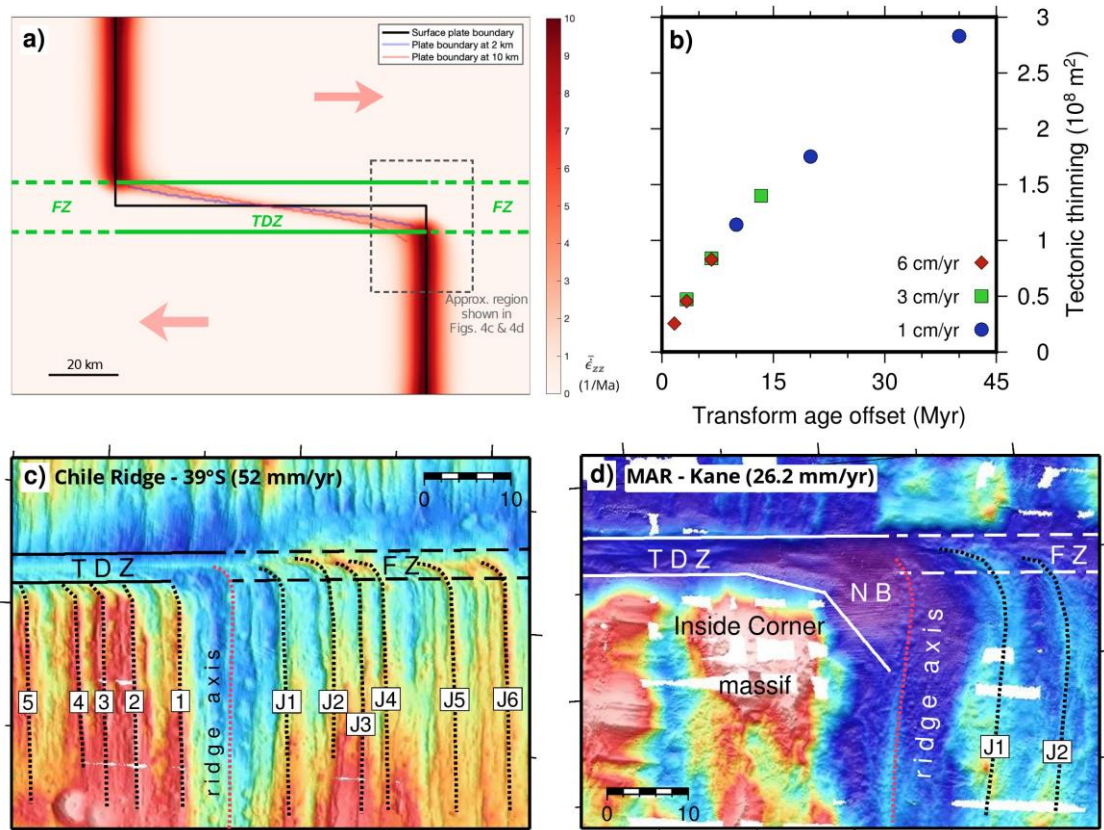 a)
Surface plate boundary
Plate boundary at 2 km
Plate boundary at 10 km
FZ
TDZ
FZ
Approx. region
shown in
Figs. 4c & 4d
20 km
10
9
8
7
6
5
4
3
2
1
0
ε̄̇zz
(1/Ma)
b)
3
2.5
2
1.5
1
0.5
0
Tectonic thinning (10⁸ m²)
6 cm/yr
3 cm/yr
1 cm/yr
0 15 30 45
Transform age offset (Myr)
c) Chile Ridge - 39°S (52 mm/yr)
0 10
TDZ
FZ
5
4
3
2
1
ridge axis
J1
J2
J3
J4
J5
J6
d) MAR - Kane (26.2 mm/yr)
TDZ
FZ
NB
Inside Corner
massif
ridge axis
J1
J2
0 10